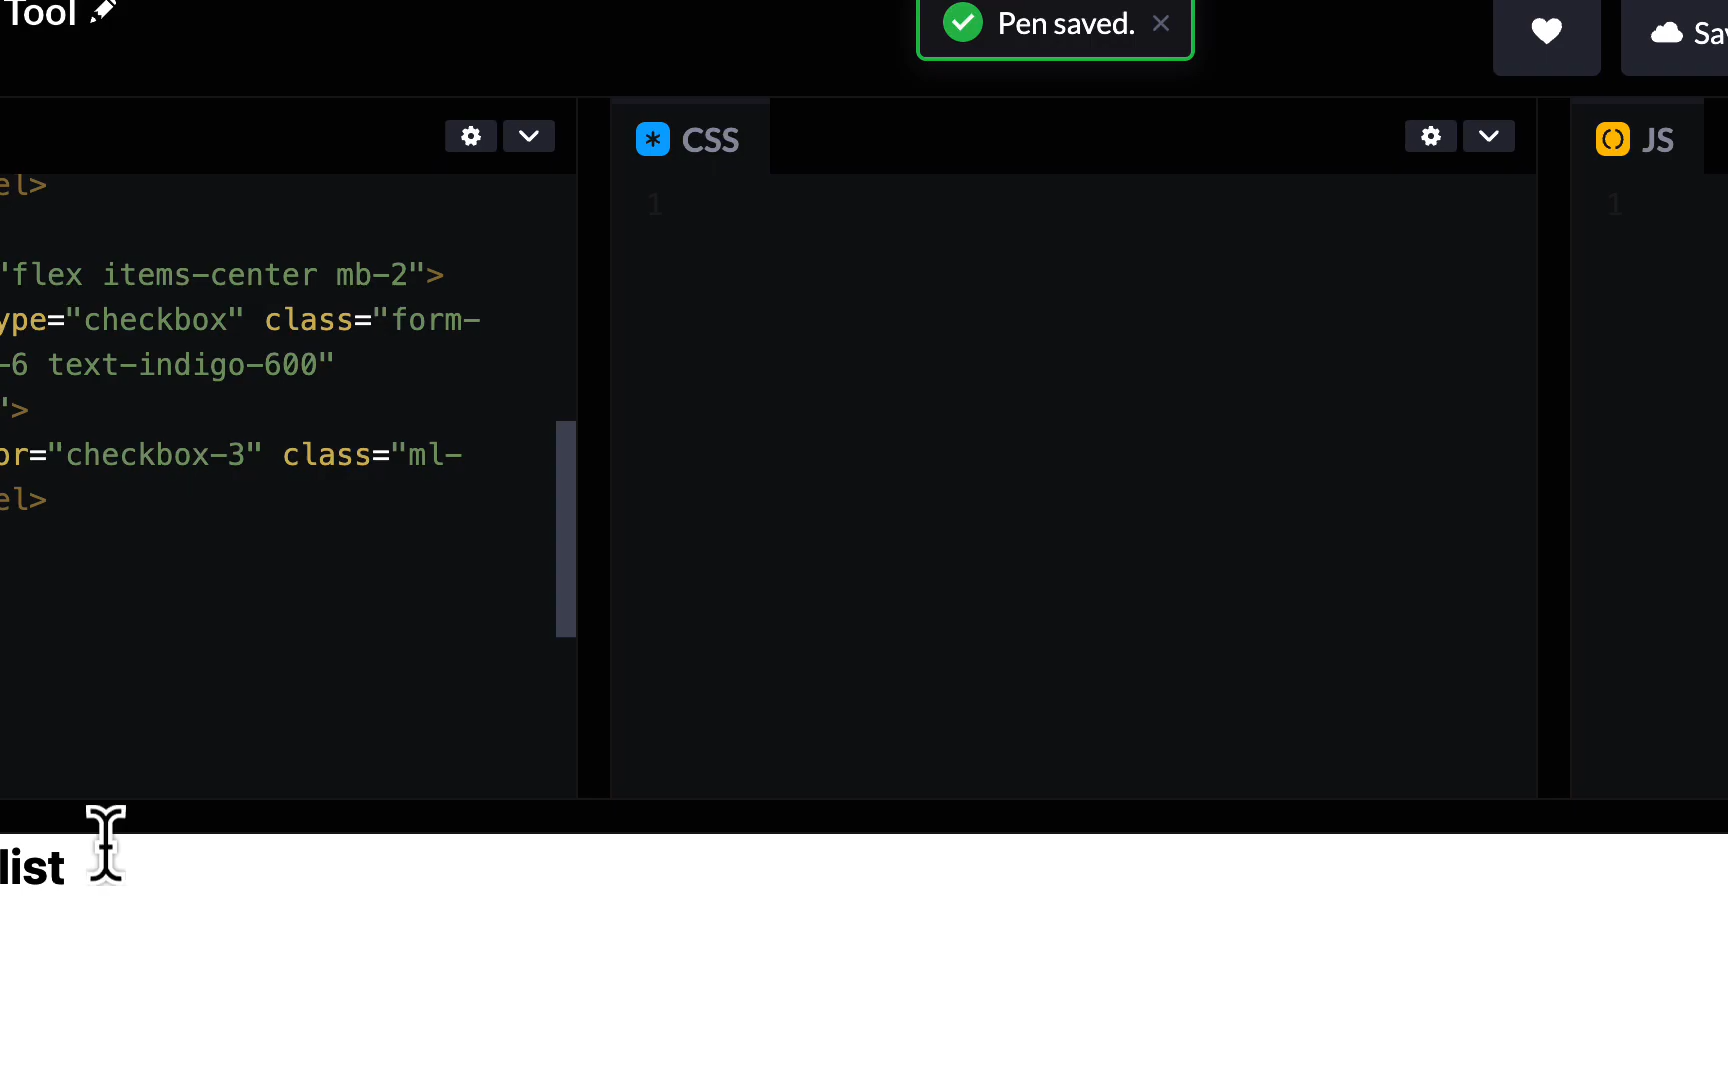 Tool
Pen saved.
Sav
CSS
JS
el>
1
1
"flex items-center mb-2">
ype="checkbox" class="form-
-6 text-indigo-600"
">
or="checkbox-3" class="ml-
el>
list